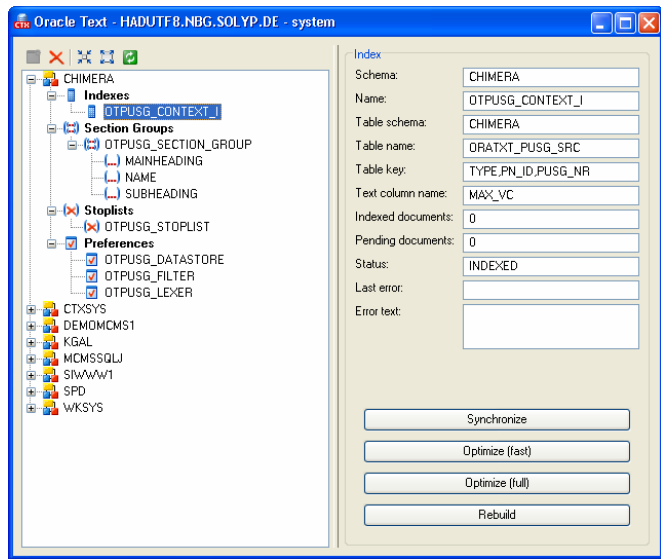 Oracle Text - HADUTF8.NBG.SOLYP.DE - system
CHIMERA
Indexes
OTPUSG_CONTEXT_I
Section Groups
OTPUSG_SECTION_GROUP
MAINHEADING
NAME
SUBHEADING
Stoplists
OTPUSG_STOPLIST
Preferences
OTPUSG_DATASTORE
OTPUSG_FILTER
OTPUSG_LEXER
CTXSYS
DEMOMCMS1
KGAL
MCMSSQLJ
SIWWW1
SPD
WKSYS
Index
Schema: CHIMERA
Name: OTPUSG_CONTEXT_I
Table schema: CHIMERA
Table name: ORATXT_PUSG_SRC
Table key: TYPE,PN_ID,PUSG_NR
Text column name: MAX_VC
Indexed documents: 0
Pending documents: 0
Status: INDEXED
Last error:
Error text:
Synchronize
Optimize (fast)
Optimize (full)
Rebuild